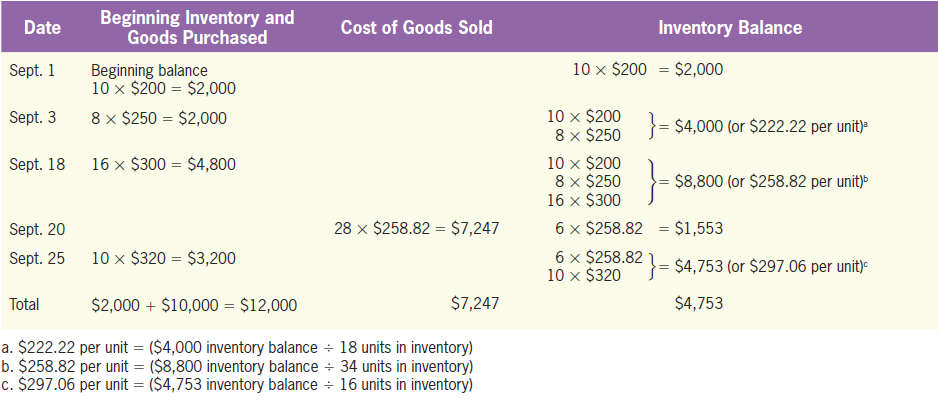 Date Beginning Inventory and Goods Purchased Cost of Goods Sold Inventory Balance
Sept. 1 Beginning balance 10 × $200 = $2,000
10 × $200 = $2,000
Sept. 3 8 × $250 = $2,000 10 × $200
8 × $250 } = $4,000 (or $222.22 per unit)ᵃ
Sept. 18 16 × $300 = $4,800 10 × $200
8 × $250 } = $8,800 (or $258.82 per unit)ᵇ
16 × $300
Sept. 20 28 × $258.82 = $7,247 6 × $258.82 = $1,553
Sept. 25 10 × $320 = $3,200 6 × $258.82
10 × $320 } = $4,753 (or $297.06 per unit)ᶜ
Total $2,000 + $10,000 = $12,000 $7,247 $4,753
a. $222.22 per unit = ($4,000 inventory balance ÷ 18 units in inventory)
b. $258.82 per unit = ($8,800 inventory balance ÷ 34 units in inventory)
c. $297.06 per unit = ($4,753 inventory balance ÷ 16 units in inventory)